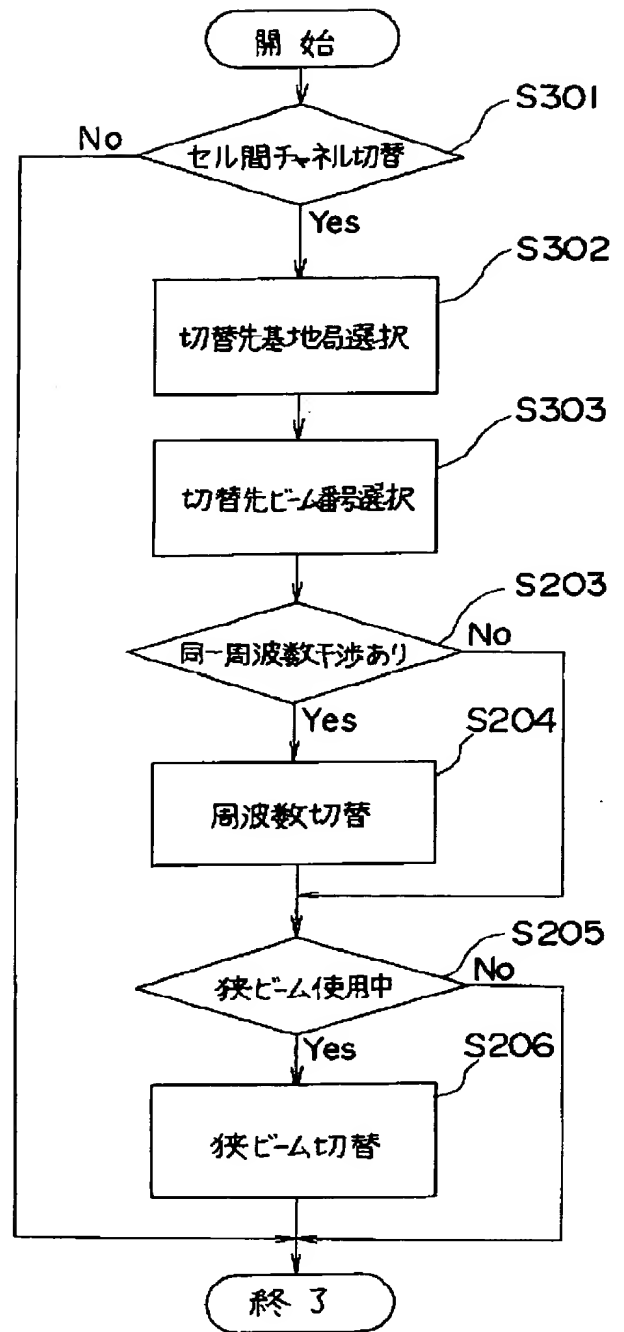 開始
S301
セル間チャネル切替
No
Yes
S302
切替先基地局選択
S303
切替先ビーム番号選択
S203
同一周波数干渉あり
No
Yes
S204
周波数切替
S205
狭ビーム使用中
No
Yes
S206
狭ビーム切替
終了